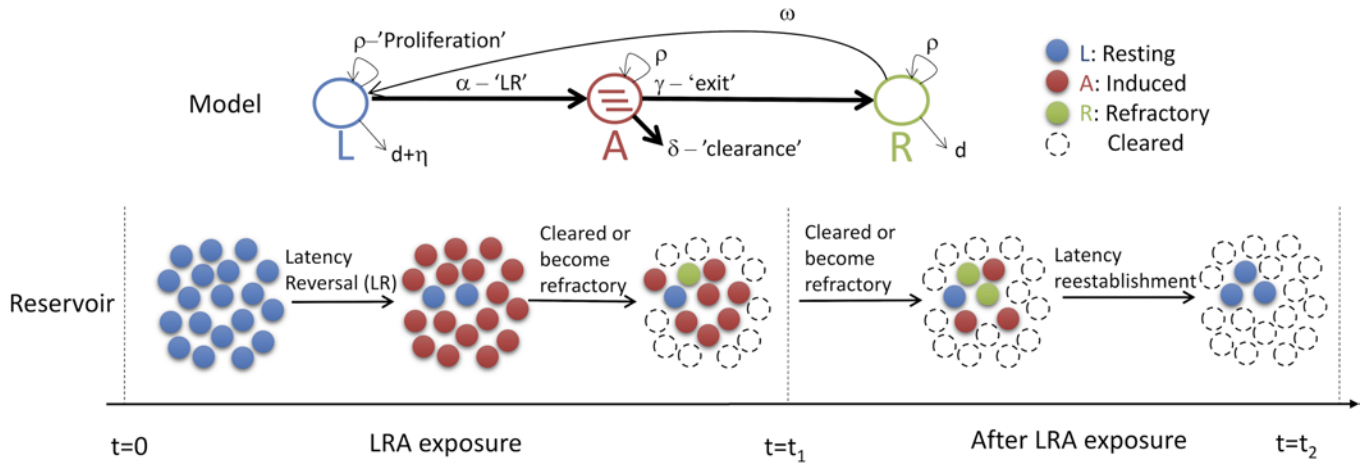 ω
ρ–'Proliferation'
ρ
ρ
L: Resting
Model
α – 'LR'
γ – 'exit'
A: Induced
R: Refractory
L
A
R
Cleared
d+η
δ – 'clearance'
d
Latency
Reversal (LR)
Cleared or
become
refractory
Cleared or
become
refractory
Latency
reestablishment
Reservoir
t=0
LRA exposure
t=t₁
After LRA exposure
t=t₂